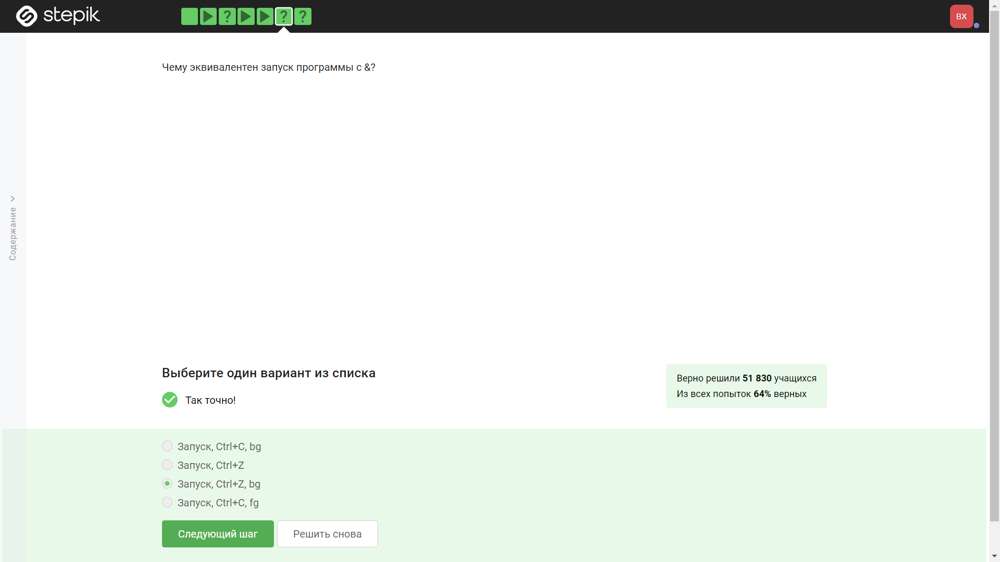 stepik
? ? ?
ВХ
Чему эквивалентен запуск программы с &?
Содержание
Выберите один вариант из списка
Так точно!
Верно решили 51 830 учащихся
Из всех попыток 64% верных
Запуск, Ctrl+C, bg
Запуск, Ctrl+Z
Запуск, Ctrl+Z, bg
Запуск, Ctrl+C, fg
Следующий шаг
Решить снова